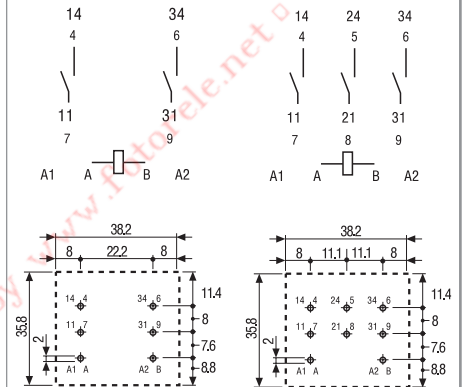 14 34 14 24 34
4 6 4 5 6
11 31 11 21 31
7 9 7 8 9
A1 A B A2 A1 A B A2
38.2 38.2
8 22.2 8 8 11.1 11.1 8
14 4 34 6 11.4 14 4 24 5 34 6 11.4
35.8 8 35.8 8
11 7 31 9 11 7 21 8 31 9
2 7.6 2 7.6
A1 A A2 B 8.8 A1 A A2 B 8.8
by www.fotorele.net